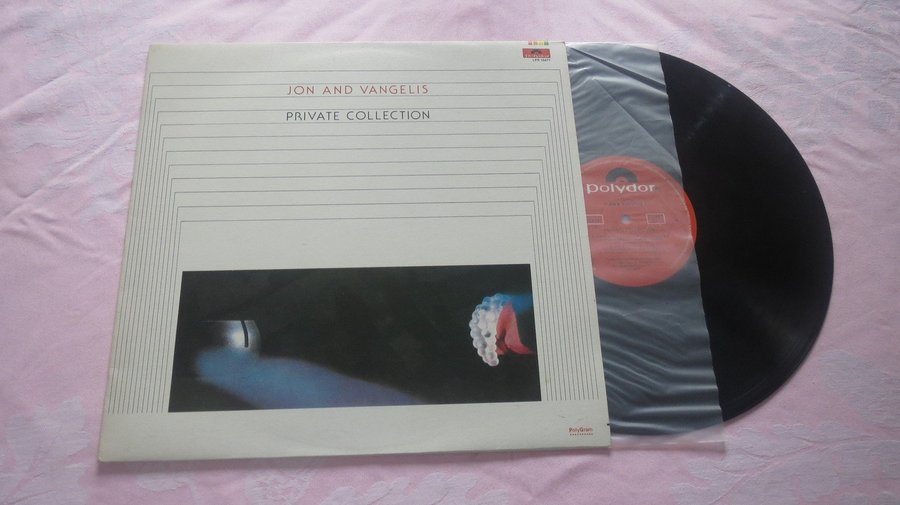 JON AND VANGELIS
PRIVATE COLLECTION
PolyGram
polydor